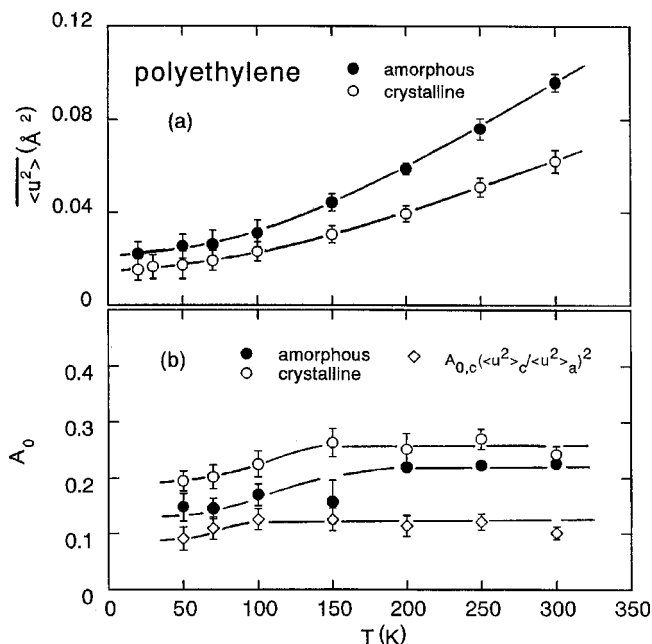 0.12
polyethylene
amorphous
crystalline
(a)
0.08
<u²> (Å²)
0.04
0
(b)
amorphous
crystalline
A₀,c(<u²>c/<u²>a)²
0.4
0.3
A₀
0.2
0.1
0
0 50 100 150 200 250 300 350
T (K)